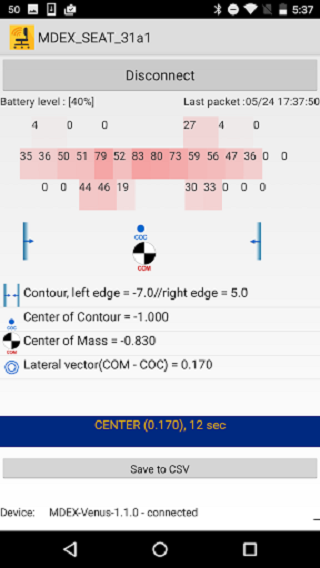 50 5:37
MDEX_SEAT_31a1
Disconnect
Battery level : [40%] Last packet :05/24 17:37:50
4 0 0 27 4 0
35 36 50 51 79 52 83 80 73 59 56 47 36 0 0
0 0 44 46 19 30 33 0 0 0
COC
COM
Contour, left edge = -7.0//right edge = 5.0
COC Center of Contour = -1.000
COM Center of Mass = -0.830
Lateral vector(COM - COC) = 0.170
CENTER (0.170), 12 sec
Save to CSV
Device: MDEX-Venus-1.1.0 - connected